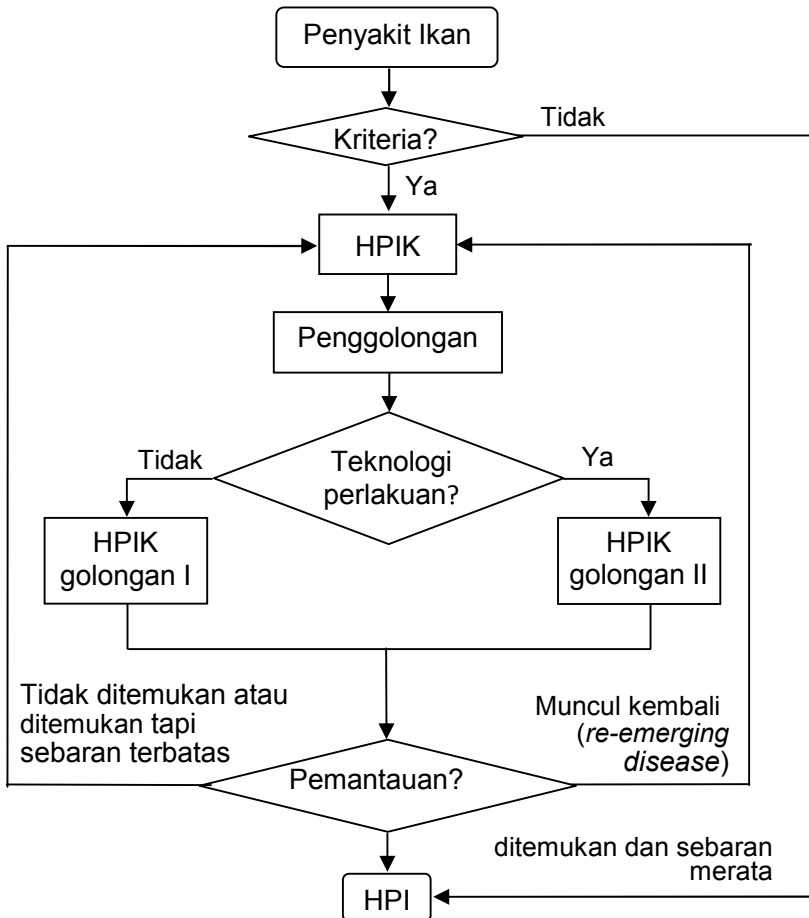 Penyakit Ikan
Kriteria?
Tidak
Ya
HPIK
Penggolongan
Teknologi
perlakuan?
Tidak
Ya
HPIK
golongan I
HPIK
golongan II
Tidak ditemukan atau
ditemukan tapi
sebaran terbatas
Muncul kembali
(re-emerging
disease)
Pemantauan?
ditemukan dan sebaran
merata
HPI